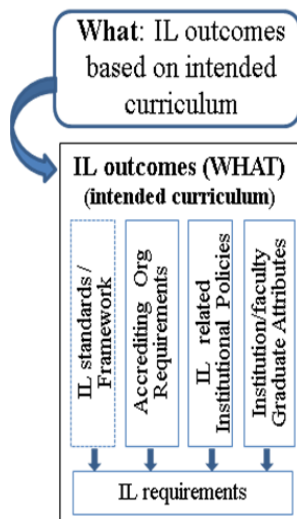 What: IL outcomes
based on intended
curriculum
IL outcomes (WHAT)
(intended curriculum)
IL standards /
Framework
Accrediting Org
Requirements
IL related
Institutional Policies
Institution/faculty
Graduate Attributes
IL requirements